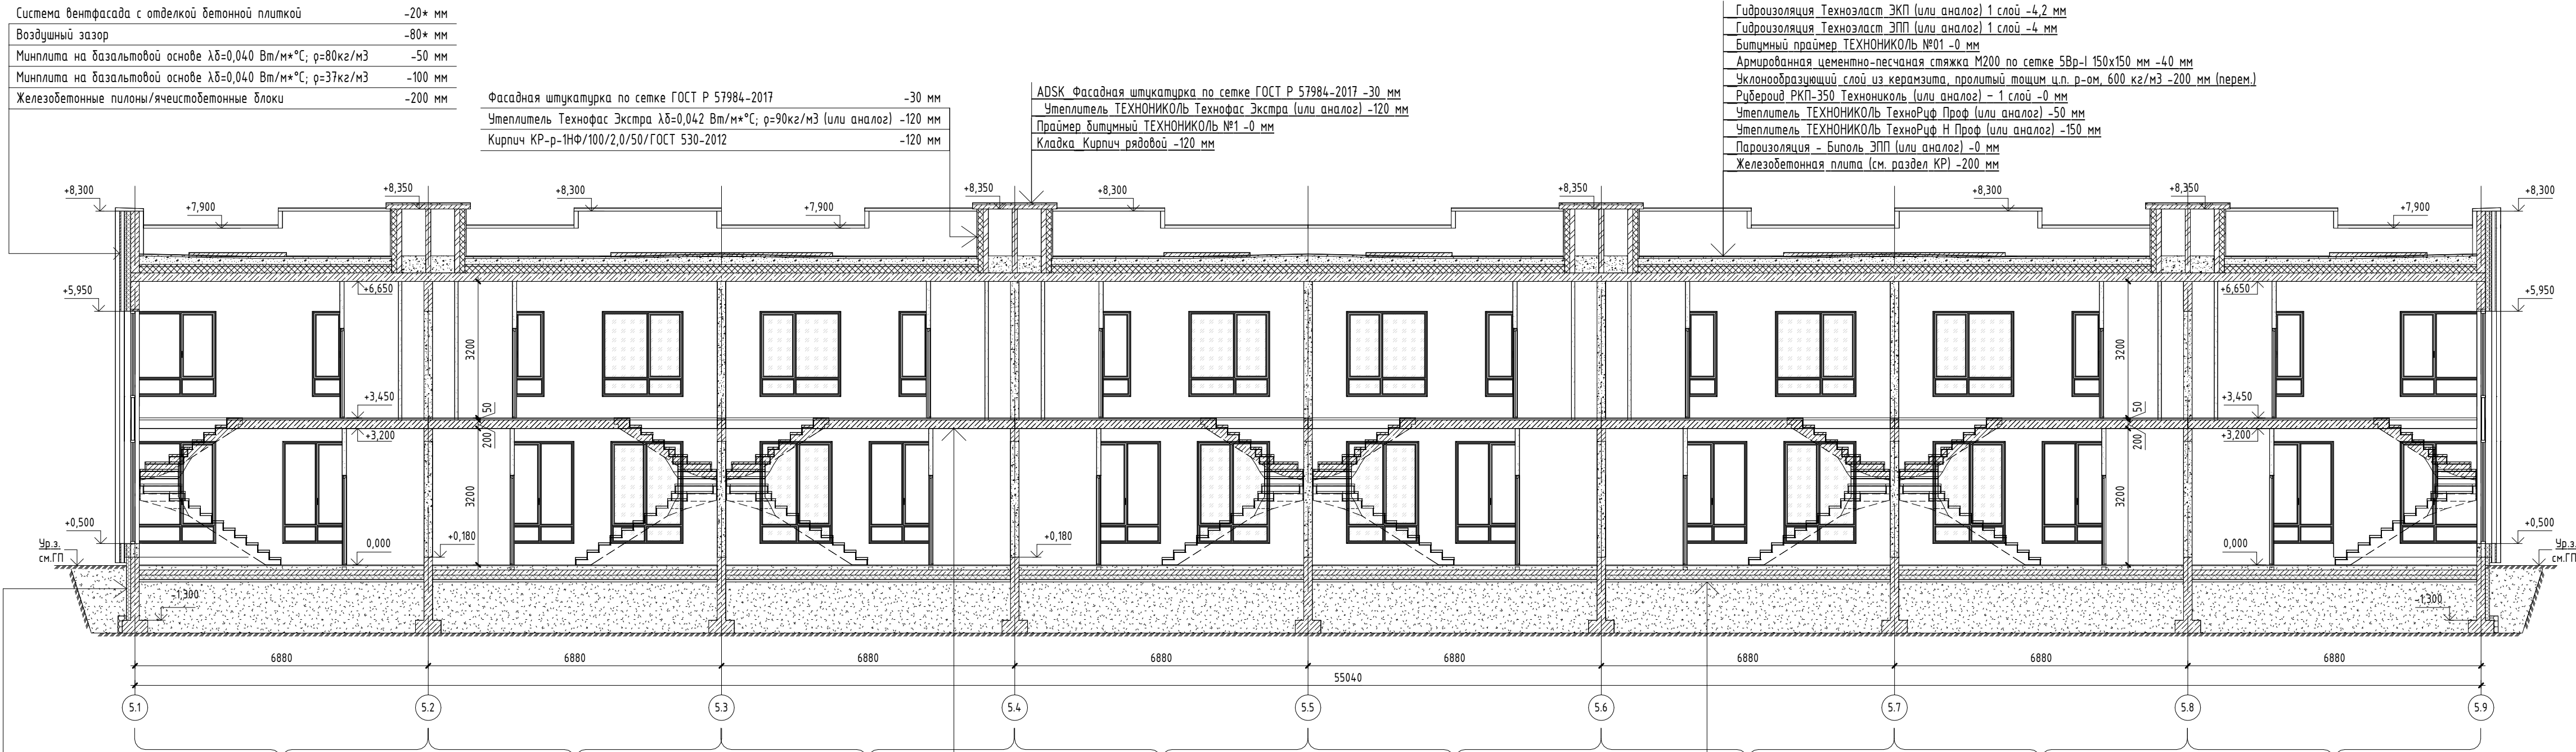 Система вентфасада с отделкой бетонной плиткой -20* мм
Воздушный зазор -80* мм
Минплита на базальтовой основе λδ=0,040 Вт/м*°С; ρ=80кг/м3 -50 мм
Минплита на базальтовой основе λδ=0,040 Вт/м*°С; ρ=37кг/м3 -100 мм
Железобетонные пилоны/ячеистобетонные блоки -200 мм
Фасадная штукатурка по сетке ГОСТ Р 57984-2017 -30 мм
Утеплитель Технофас Экстра λδ=0,042 Вт/м*°С; ρ=90кг/м3 (или аналог) -120 мм
Кирпич КР-р-1НФ/100/2,0/50/ГОСТ 530-2012 -120 мм
ADSK_Фасадная штукатурка по сетке ГОСТ Р 57984-2017 -30 мм
_Утеплитель ТЕХНОНИКОЛЬ Технофас Экстра (или аналог) -120 мм
Праймер битумный ТЕХНОНИКОЛЬ №1 -0 мм
Кладка_Кирпич рядовой -120 мм
_Гидроизоляция Техноэласт ЭКП (или аналог) 1 слой -4,2 мм
_Гидроизоляция Техноэласт ЭПП (или аналог) 1 слой -4 мм
_Битумный праймер ТЕХНОНИКОЛЬ №01 -0 мм
_Армированная цементно-песчаная стяжка М200 по сетке 5Вр-I 150х150 мм -40 мм
_Уклонообразующий слой из керамзита, пролитый тощим ц.п. р-ом, 600 кг/м3 -200 мм (перем.)
_Рубероид РКП-350 Технониколь (или аналог) - 1 слой -0 мм
_Утеплитель ТЕХНОНИКОЛЬ ТехноРуф Проф (или аналог) -50 мм
_Утеплитель ТЕХНОНИКОЛЬ ТехноРуф Н Проф (или аналог) -150 мм
_Пароизоляция - Биполь ЭПП (или аналог) -0 мм
_Железобетонная плита (см. раздел КР) -200 мм
+8,300 +8,350 +8,300 +8,350 +8,300 +8,350 +8,300 +8,350 +8,300
+7,900 +7,900 +7,900
+5,950 +6,650 +6,650 +5,950
3200 3200
+3,450 50 +3,450 50
+3,200 200 +3,200 200
3200 3200
+0,500 0,000 +0,180 +0,180 0,000 +0,500
Ур.з.
см.ГП
Ур.з.
см.ГП
-1,300 -1,300
6880 6880 6880 6880 6880 6880 6880 6880
55040
5.1 5.2 5.3 5.4 5.5 5.6 5.7 5.8 5.9